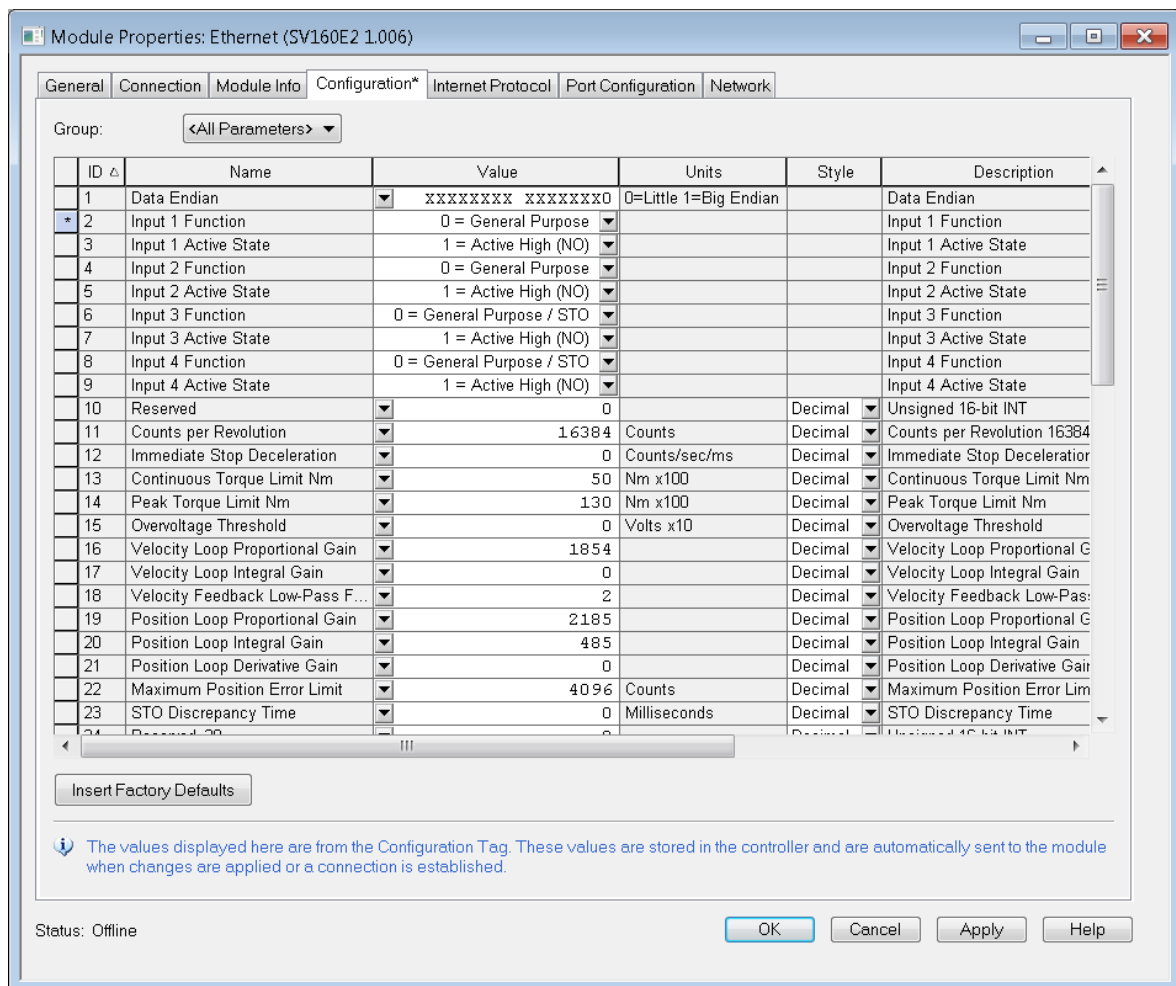 Module Properties: Ethernet (SV160E2 1.006)
General Connection Module Info Configuration* Internet Protocol Port Configuration Network
Group: <All Parameters>
ID Name Value Units Style Description
1 Data Endian XXXXXXXX XXXXXXX0 0=Little 1=Big Endian Data Endian
* 2 Input 1 Function 0 = General Purpose Input 1 Function
3 Input 1 Active State 1 = Active High (NO) Input 1 Active State
4 Input 2 Function 0 = General Purpose Input 2 Function
5 Input 2 Active State 1 = Active High (NO) Input 2 Active State
6 Input 3 Function 0 = General Purpose / STO Input 3 Function
7 Input 3 Active State 1 = Active High (NO) Input 3 Active State
8 Input 4 Function 0 = General Purpose / STO Input 4 Function
9 Input 4 Active State 1 = Active High (NO) Input 4 Active State
10 Reserved 0 Decimal Unsigned 16-bit INT
11 Counts per Revolution 16384 Counts Decimal Counts per Revolution 16384
12 Immediate Stop Deceleration 0 Counts/sec/ms Decimal Immediate Stop Deceleration
13 Continuous Torque Limit Nm 50 Nm x100 Decimal Continuous Torque Limit Nm
14 Peak Torque Limit Nm 130 Nm x100 Decimal Peak Torque Limit Nm
15 Overvoltage Threshold 0 Volts x10 Decimal Overvoltage Threshold
16 Velocity Loop Proportional Gain 1854 Decimal Velocity Loop Proportional G
17 Velocity Loop Integral Gain 0 Decimal Velocity Loop Integral Gain
18 Velocity Feedback Low-Pass F... 2 Decimal Velocity Feedback Low-Pas
19 Position Loop Proportional Gain 2185 Decimal Position Loop Proportional G
20 Position Loop Integral Gain 485 Decimal Position Loop Integral Gain
21 Position Loop Derivative Gain 0 Decimal Position Loop Derivative Gain
22 Maximum Position Error Limit 4096 Counts Decimal Maximum Position Error Lim
23 STO Discrepancy Time 0 Milliseconds Decimal STO Discrepancy Time
Insert Factory Defaults
The values displayed here are from the Configuration Tag. These values are stored in the controller and are automatically sent to the module
when changes are applied or a connection is established.
Status: Offline OK Cancel Apply Help